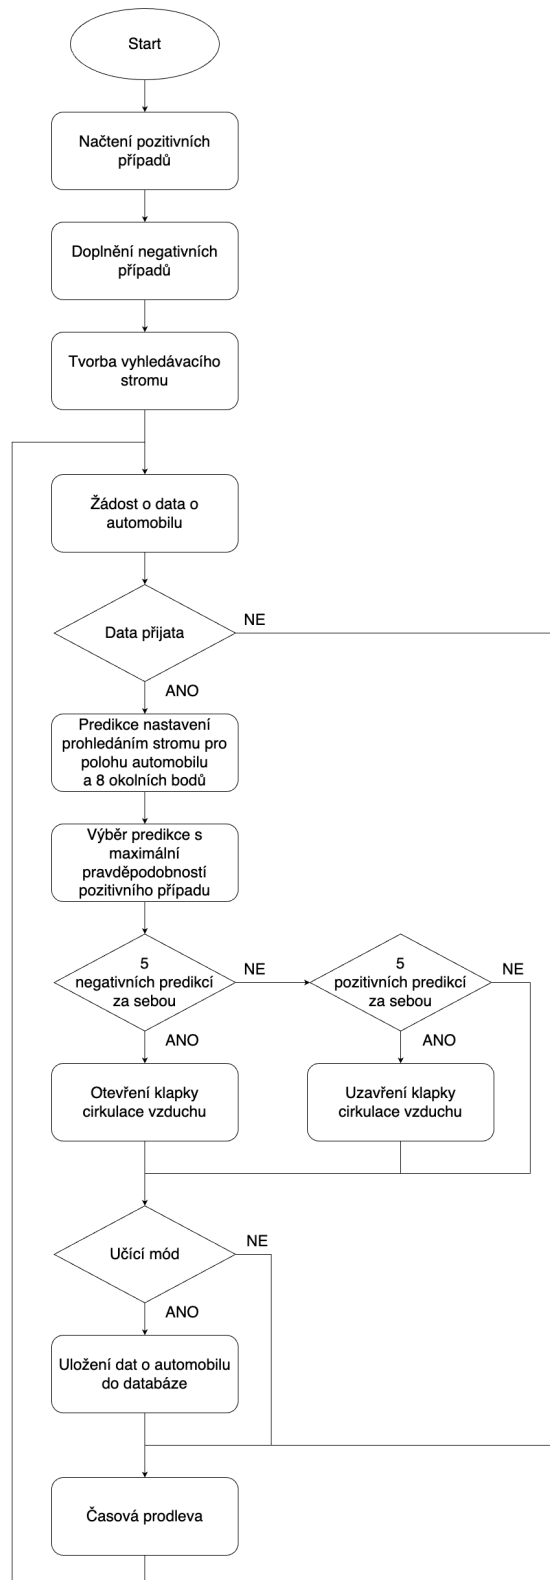 Start
Načtení pozitivních
případů
Doplnění negativních
případů
Tvorba vyhledávacího
stromu
Žádost o data o
automobilu
Data přijata
NE
ANO
Predikce nastavení
prohledáním stromu pro
polohu automobilu
a 8 okolních bodů
Výběr predikce s
maximální
pravděpodobností
pozitivního případu
5
negativních predikcí
za sebou
NE
5
pozitivních predikcí
za sebou
NE
ANO
ANO
Otevření klapky
cirkulace vzduchu
Uzavření klapky
cirkulace vzduchu
Učící mód
NE
ANO
Uložení dat o automobilu
do databáze
Časová prodleva